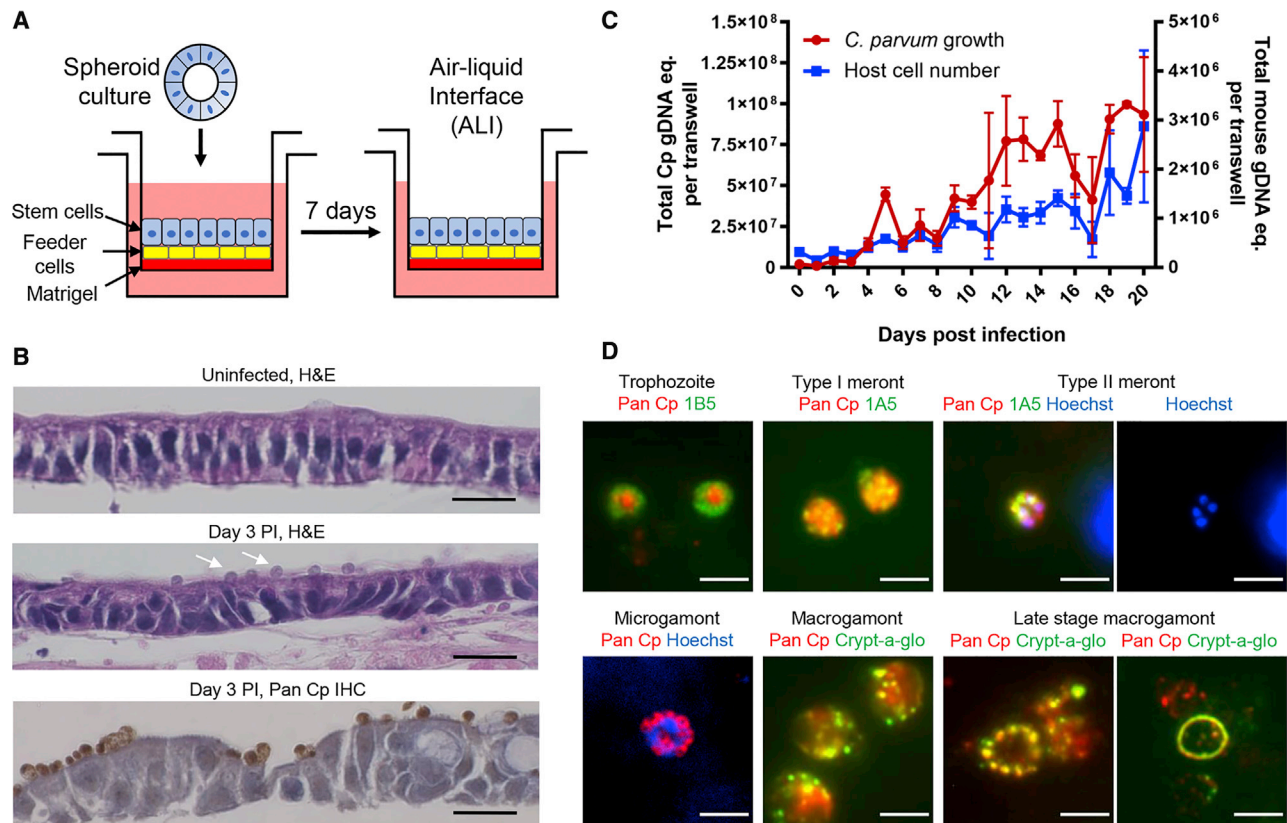 A
Spheroid
culture
Air-liquid
Interface
(ALI)
Stem cells
Feeder
cells
Matrigel
7 days
C
Total Cp gDNA eq.
per transwell
1.5×10⁸
1.25×10⁸
1×10⁸
7.5×10⁷
5×10⁷
2.5×10⁷
0
C. parvum growth
Host cell number
5×10⁶
4×10⁶
3×10⁶
2×10⁶
1×10⁶
0
Total mouse gDNA eq.
per transwell
0 2 4 6 8 10 12 14 16 18 20
Days post infection
B
Uninfected, H&E
Day 3 PI, H&E
Day 3 PI, Pan Cp IHC
D
Trophozoite
Pan Cp 1B5
Type I meront
Pan Cp 1A5
Type II meront
Pan Cp 1A5 Hoechst
Hoechst
Microgamont
Pan Cp Hoechst
Macrogamont
Pan Cp Crypt-a-glo
Late stage macrogamont
Pan Cp Crypt-a-glo
Pan Cp Crypt-a-glo